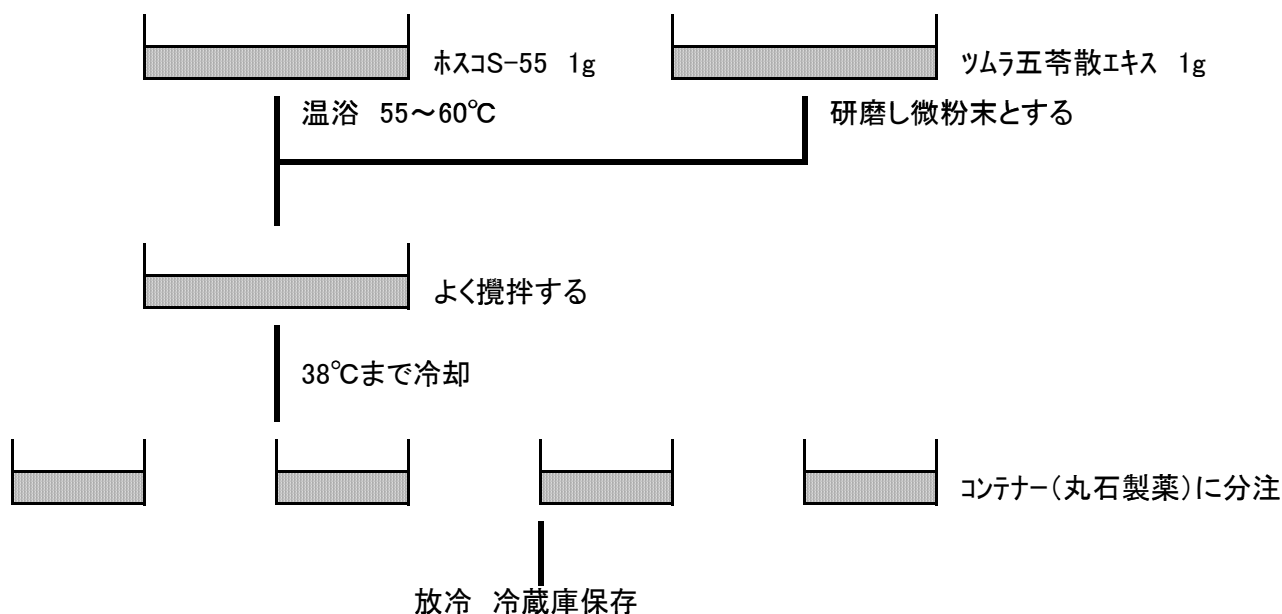 ホスコS-55 1g
ツムラ五苓散エキス 1g
温浴 55～60℃
研磨し微粉末とする
よく攪拌する
38℃まで冷却
コンテナー（丸石製薬）に分注
放冷 冷蔵庫保存